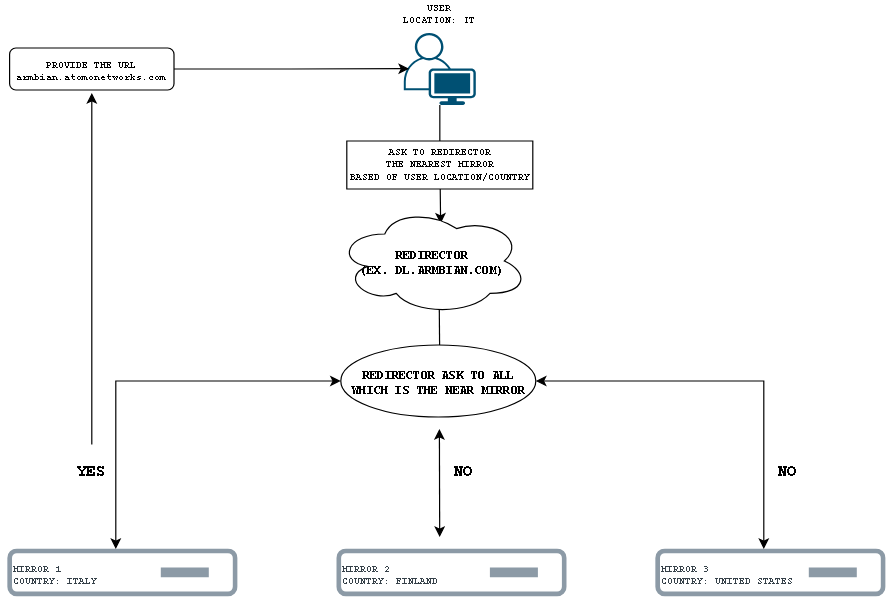 USER
LOCATION: IT
PROVIDE THE URL
armbian.atomonetworks.com
ASK TO REDIRECTOR
THE NEAREST MIRROR
BASED OF USER LOCATION/COUNTRY
REDIRECTOR
(EX. DL.ARMBIAN.COM)
REDIRECTOR ASK TO ALL
WHICH IS THE NEAR MIRROR
YES
NO
NO
MIRROR 1
COUNTRY: ITALY
MIRROR 2
COUNTRY: FINLAND
MIRROR 3
COUNTRY: UNITED STATES